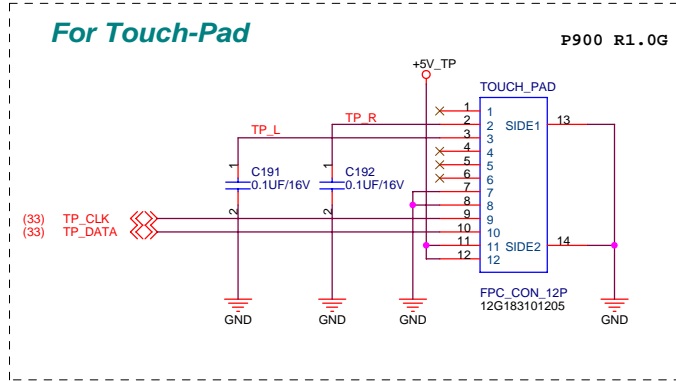 For Touch-Pad
P900 R1.0G
+5V_TP
TOUCH_PAD
1 1
TP_R 2 2 SIDE1 13
TP_L 3 3
4 4
1 C191 1 C192 5 5
0.1UF/16V 0.1UF/16V 6 6
7 7
2 2 8 8
(33) TP_CLK 9 9
(33) TP_DATA 10 10
11 11 SIDE2 14
12 12
FPC_CON_12P
12G183101205
GND GND GND GND